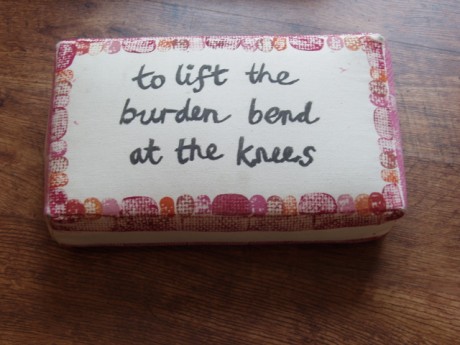 to lift the
burden bend
at the knees